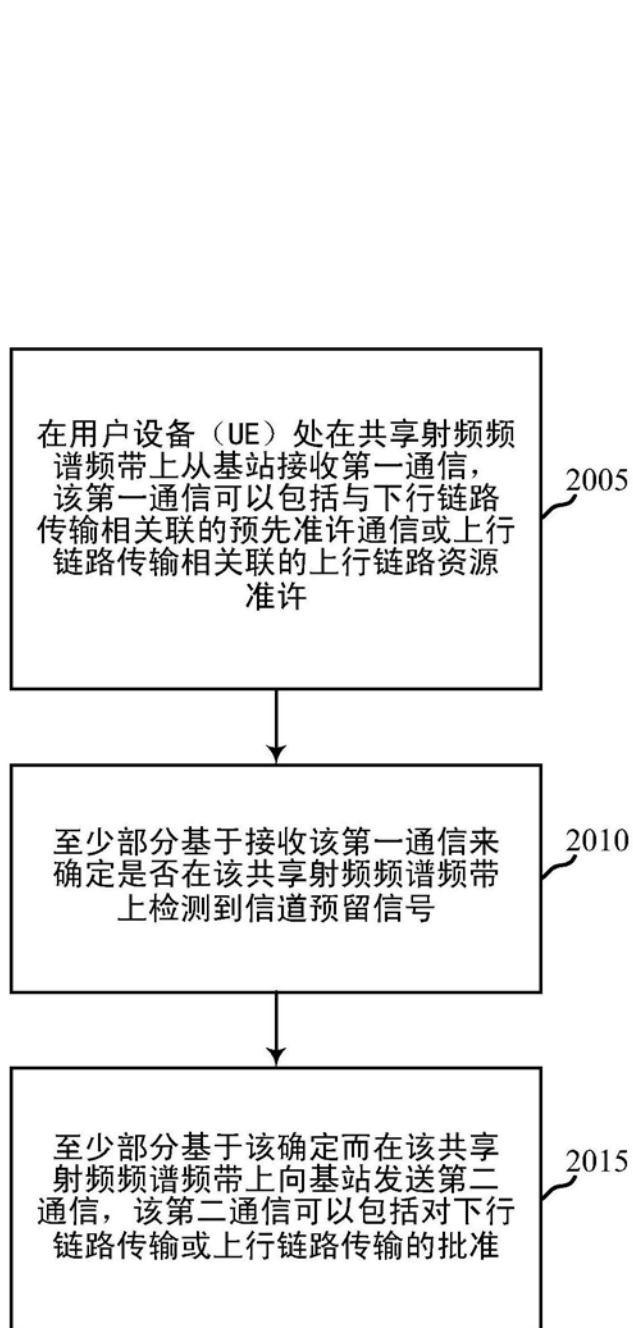 在用户设备（UE）处在共享射频频
谱频带上从基站接收第一通信，
该第一通信可以包括与下行链路
传输相关联的预先准许通信或上行
链路传输相关联的上行链路资源
准许
2005
至少部分基于接收该第一通信来
确定是否在该共享射频频谱频带
上检测到信道预留信号
2010
至少部分基于该确定而在该共享
射频频谱频带上向基站发送第二
通信，该第二通信可以包括对下行
链路传输或上行链路传输的批准
2015